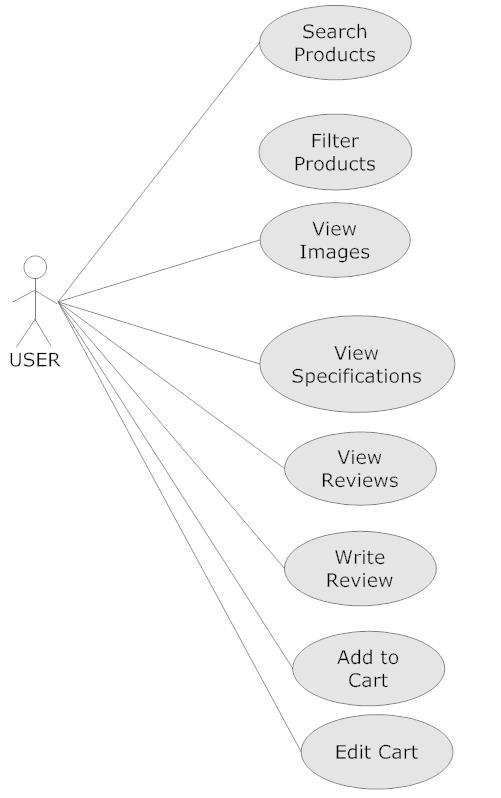 Search
Products
Filter
Products
View
Images
USER
View
Specifications
View
Reviews
Write
Review
Add to
Cart
Edit Cart